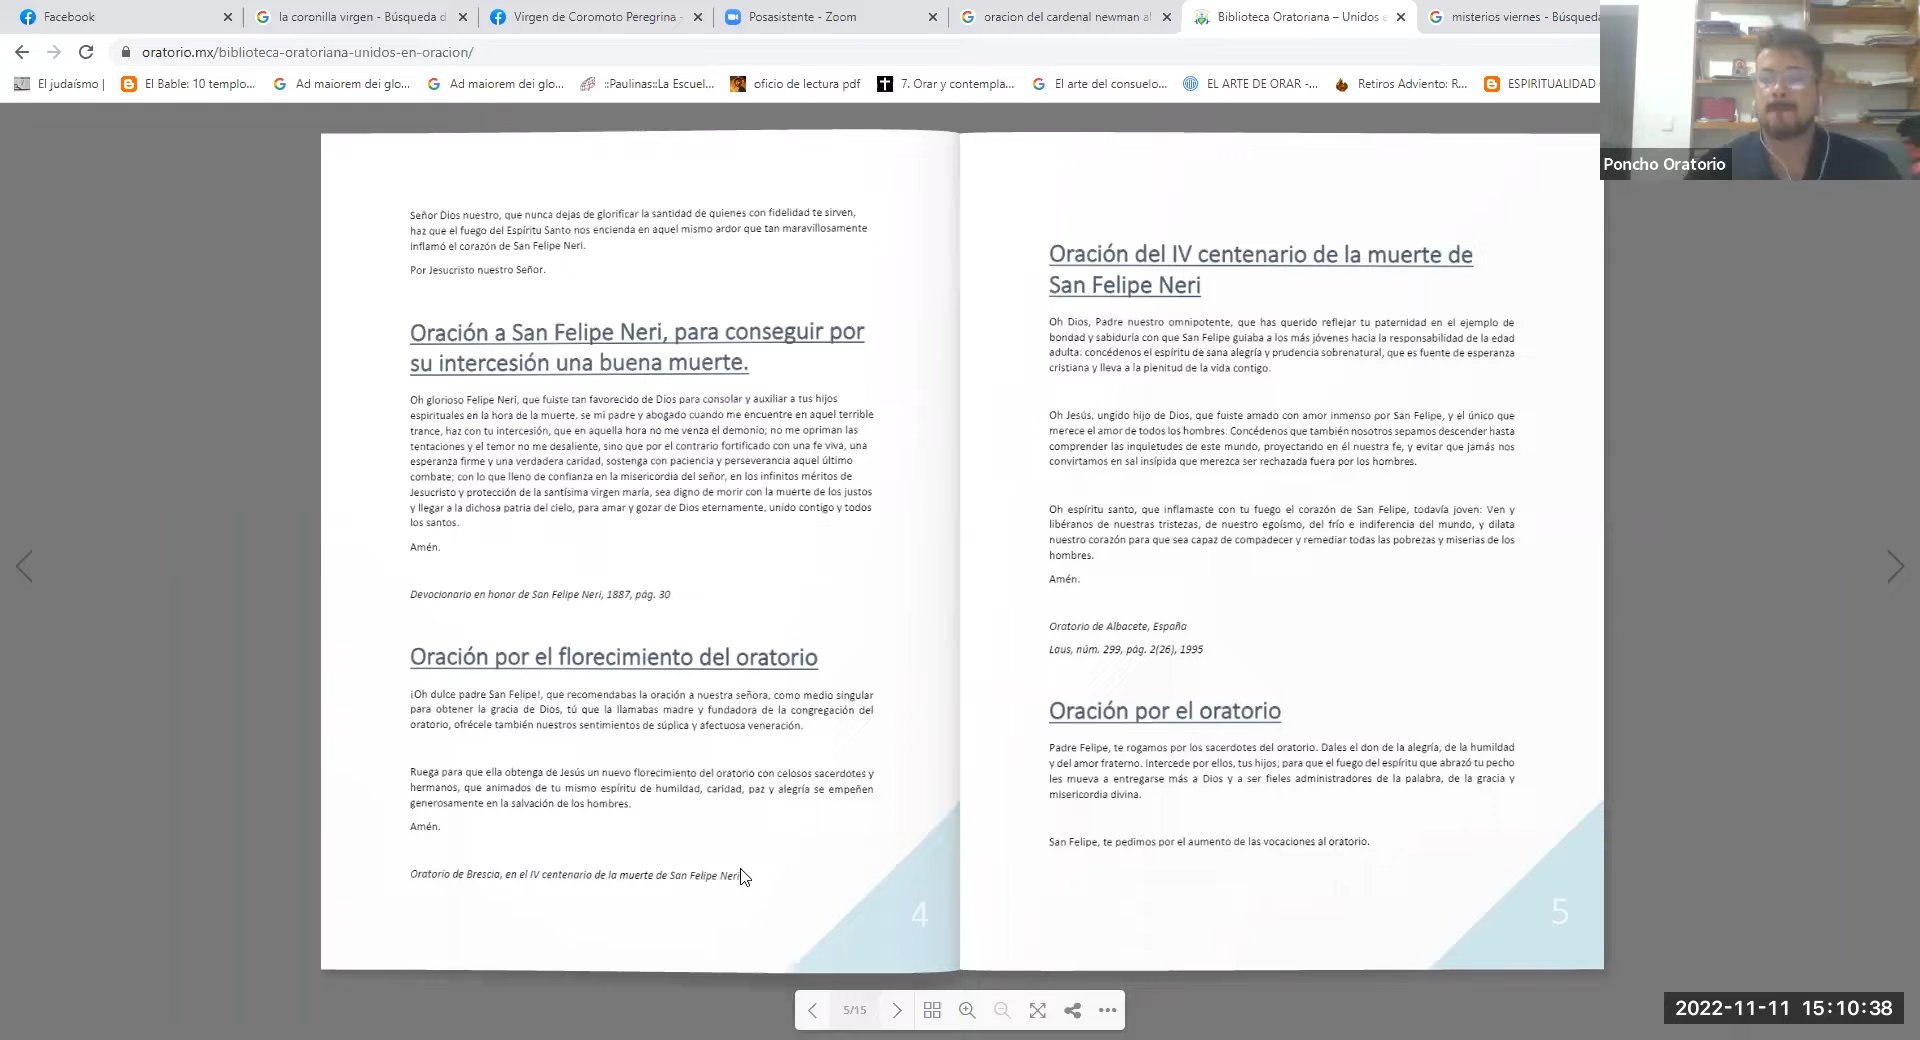 Facebook
la coronilla virgen - Búsqueda d
Virgen de Coromoto Peregrina -
Posasistente - Zoom
oracion del cardenal newman al
Biblioteca Oratoriana – Unidos e
misterios viernes - Búsqueda
oratorio.mx/biblioteca-oratoriana-unidos-en-oracion/
El judaísmo |
El Bable: 10 templo...
Ad maiorem dei glo...
Ad maiorem dei glo...
::Paulinas::La Escuel...
oficio de lectura pdf
7. Orar y contempla...
El arte del consuelo...
EL ARTE DE ORAR -...
Retiros Adviento: R...
ESPIRITUALIDAD
Poncho Oratorio
Señor Dios nuestro, que nunca dejas de glorificar la santidad de quienes con fidelidad te sirven,
haz que el fuego del Espíritu Santo nos encienda en aquel mismo ardor que tan maravillosamente
inflamó el corazón de San Felipe Neri.
Por Jesucristo nuestro Señor.
Oración a San Felipe Neri, para conseguir por
su intercesión una buena muerte.
Oh glorioso Felipe Neri, que fuiste tan favorecido de Dios para consolar y auxiliar a tus hijos
espirituales en la hora de la muerte, se mi padre y abogado cuando me encuentre en aquel terrible
trance, haz con tu intercesión, que en aquella hora no me venza el demonio; no me opriman las
tentaciones y el temor no me desaliente, sino que por el contrario fortificado con una fe viva, una
esperanza firme y una verdadera caridad, sostenga con paciencia y perseverancia aquel último
combate; con lo que lleno de confianza en la misericordia del señor, en los infinitos méritos de
Jesucristo y protección de la santísima virgen maría, sea digno de morir con la muerte de los justos
y llegar a la dichosa patria del cielo, para amar y gozar de Dios eternamente, unido contigo y todos
los santos.
Amén.
Devocionario en honor de San Felipe Neri, 1887, pág. 30
Oración por el florecimiento del oratorio
¡Oh dulce padre San Felipe!, que recomendabas la oración a nuestra señora, como medio singular
para obtener la gracia de Dios, tú que la llamabas madre y fundadora de la congregación del
oratorio, ofrécele también nuestros sentimientos de súplica y afectuosa veneración.
Ruega para que ella obtenga de Jesús un nuevo florecimiento del oratorio con celosos sacerdotes y
hermanos, que animados de tu mismo espíritu de humildad, caridad, paz y alegría se empeñen
generosamente en la salvación de los hombres.
Amén.
Oratorio de Brescia, en el IV centenario de la muerte de San Felipe Neri
4
Oración del IV centenario de la muerte de
San Felipe Neri
Oh Dios, Padre nuestro omnipotente, que has querido reflejar tu paternidad en el ejemplo de
bondad y sabiduría con que San Felipe guiaba a los más jóvenes hacia la responsabilidad de la edad
adulta: concédenos el espíritu de sana alegría y prudencia sobrenatural, que es fuente de esperanza
cristiana y lleva a la plenitud de la vida contigo.
Oh Jesús, ungido hijo de Dios, que fuiste amado con amor inmenso por San Felipe, y el único que
merece el amor de todos los hombres: Concédenos que también nosotros sepamos descender hasta
comprender las inquietudes de este mundo, proyectando en él nuestra fe, y evitar que jamás nos
convirtamos en sal insípida que merezca ser rechazada fuera por los hombres.
Oh espíritu santo, que inflamaste con tu fuego el corazón de San Felipe, todavía joven: Ven y
libéranos de nuestras tristezas, de nuestro egoísmo, del frío e indiferencia del mundo, y dilata
nuestro corazón para que sea capaz de compadecer y remediar todas las pobrezas y miserias de los
hombres.
Amén.
Oratorio de Albacete, España
Laus, núm. 299, pág. 2(26), 1995
Oración por el oratorio
Padre Felipe, te rogamos por los sacerdotes del oratorio. Dales el don de la alegría, de la humildad
y del amor fraterno. Intercede por ellos, tus hijos; para que el fuego del espíritu que abrazó tu pecho
les mueva a entregarse más a Dios y a ser fieles administradores de la palabra, de la gracia y
misericordia divina.
San Felipe, te pedimos por el aumento de las vocaciones al oratorio.
5
5/15
2022-11-11 15:10:38